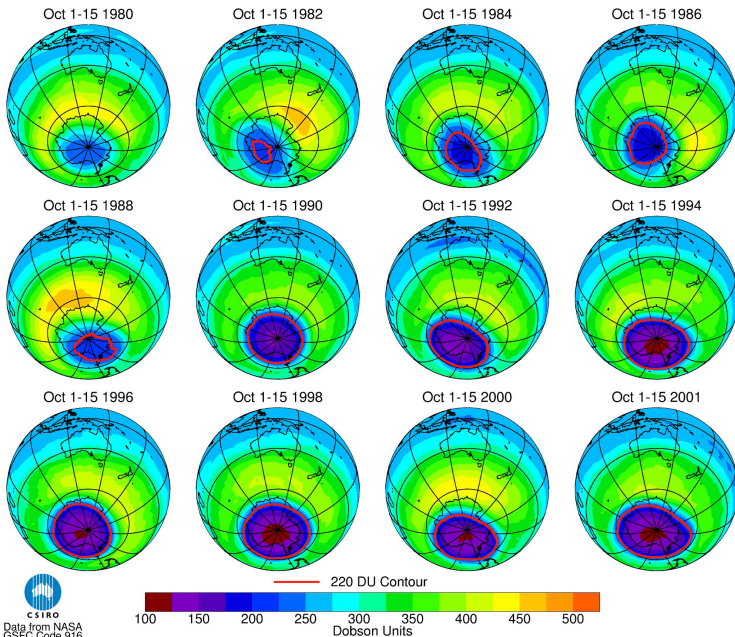 Oct 1-15 1980
Oct 1-15 1982
Oct 1-15 1984
Oct 1-15 1986
Oct 1-15 1988
Oct 1-15 1990
Oct 1-15 1992
Oct 1-15 1994
Oct 1-15 1996
Oct 1-15 1998
Oct 1-15 2000
Oct 1-15 2001
220 DU Contour
CSIRO
100 150 200 250 300 350 400 450 500
Dobson Units
Data from NASA
GSFC Code 916